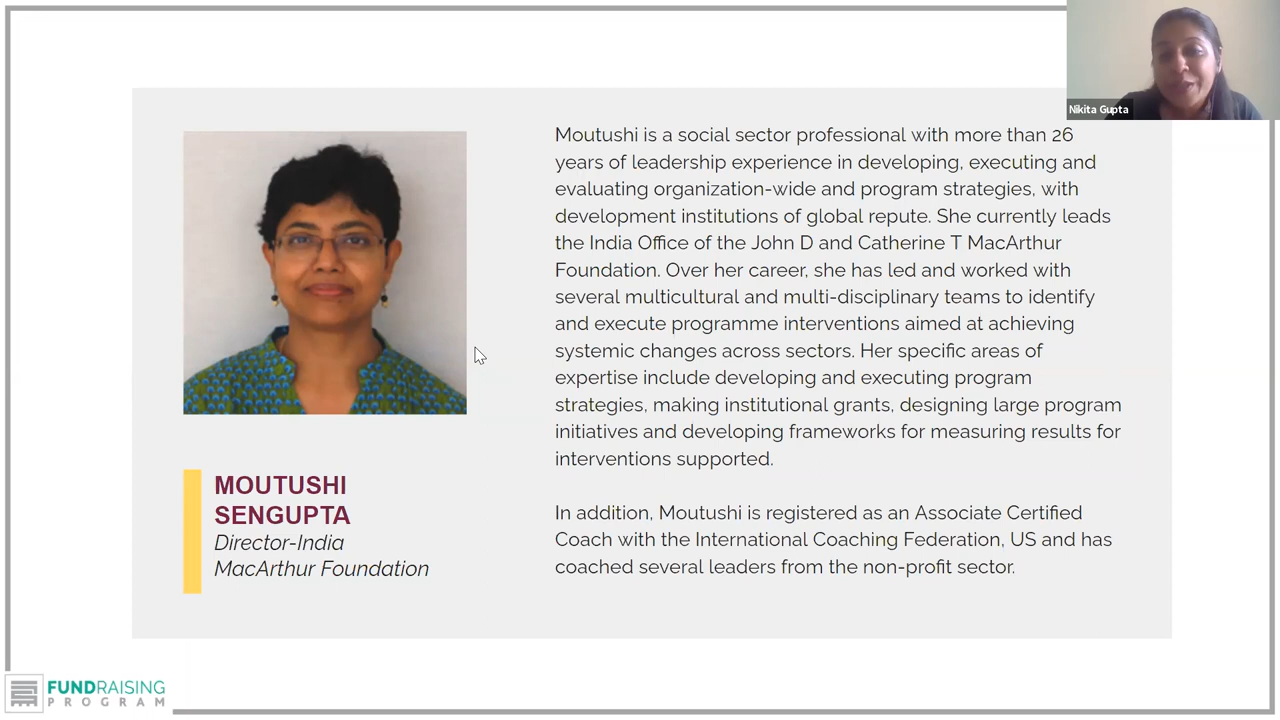 Nikita Gupta
Moutushi is a social sector professional with more than 26
years of leadership experience in developing, executing and
evaluating organization-wide and program strategies, with
development institutions of global repute. She currently leads
the India Office of the John D and Catherine T MacArthur
Foundation. Over her career, she has led and worked with
several multicultural and multi-disciplinary teams to identify
and execute programme interventions aimed at achieving
systemic changes across sectors. Her specific areas of
expertise include developing and executing program
strategies, making institutional grants, designing large program
initiatives and developing frameworks for measuring results for
interventions supported.
In addition, Moutushi is registered as an Associate Certified
Coach with the International Coaching Federation, US and has
coached several leaders from the non-profit sector.
MOUTUSHI
SENGUPTA
Director-India
MacArthur Foundation
FUNDRAISING
PROGRAM